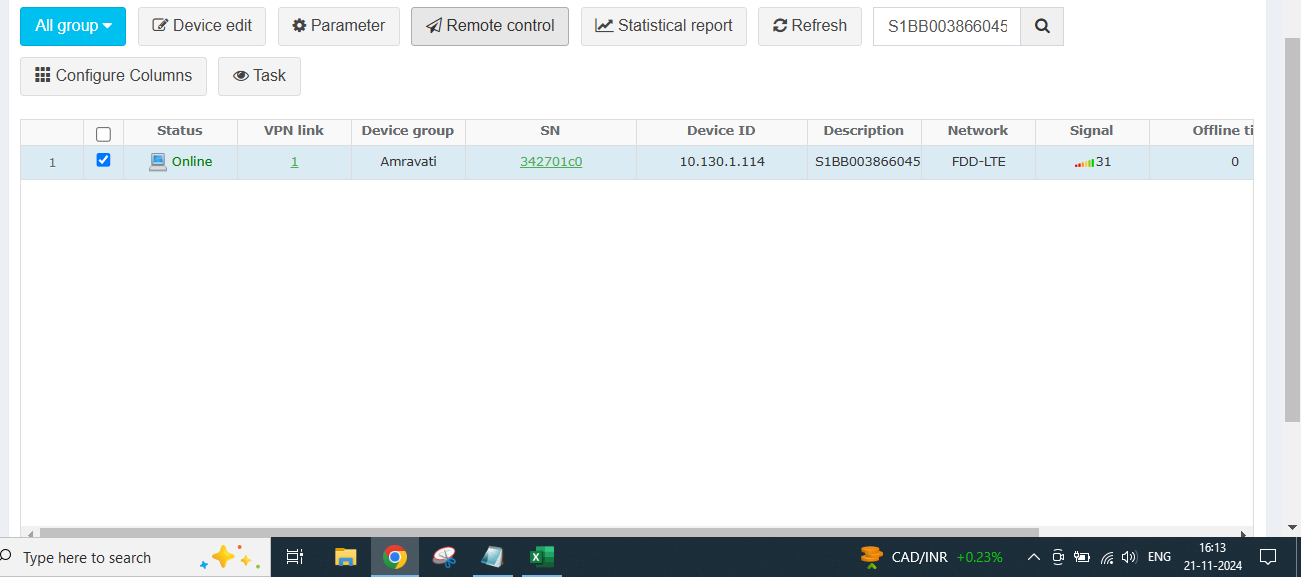 All group Device edit Parameter Remote control Statistical report Refresh S1BB003866045
Configure Columns Task
Status VPN link Device group SN Device ID Description Network Signal Offline ti
1 Online 1 Amravati 342701c0 10.130.1.114 S1BB003866045 FDD-LTE 31 0
Type here to search CAD/INR +0.23% ENG 16:13
21-11-2024